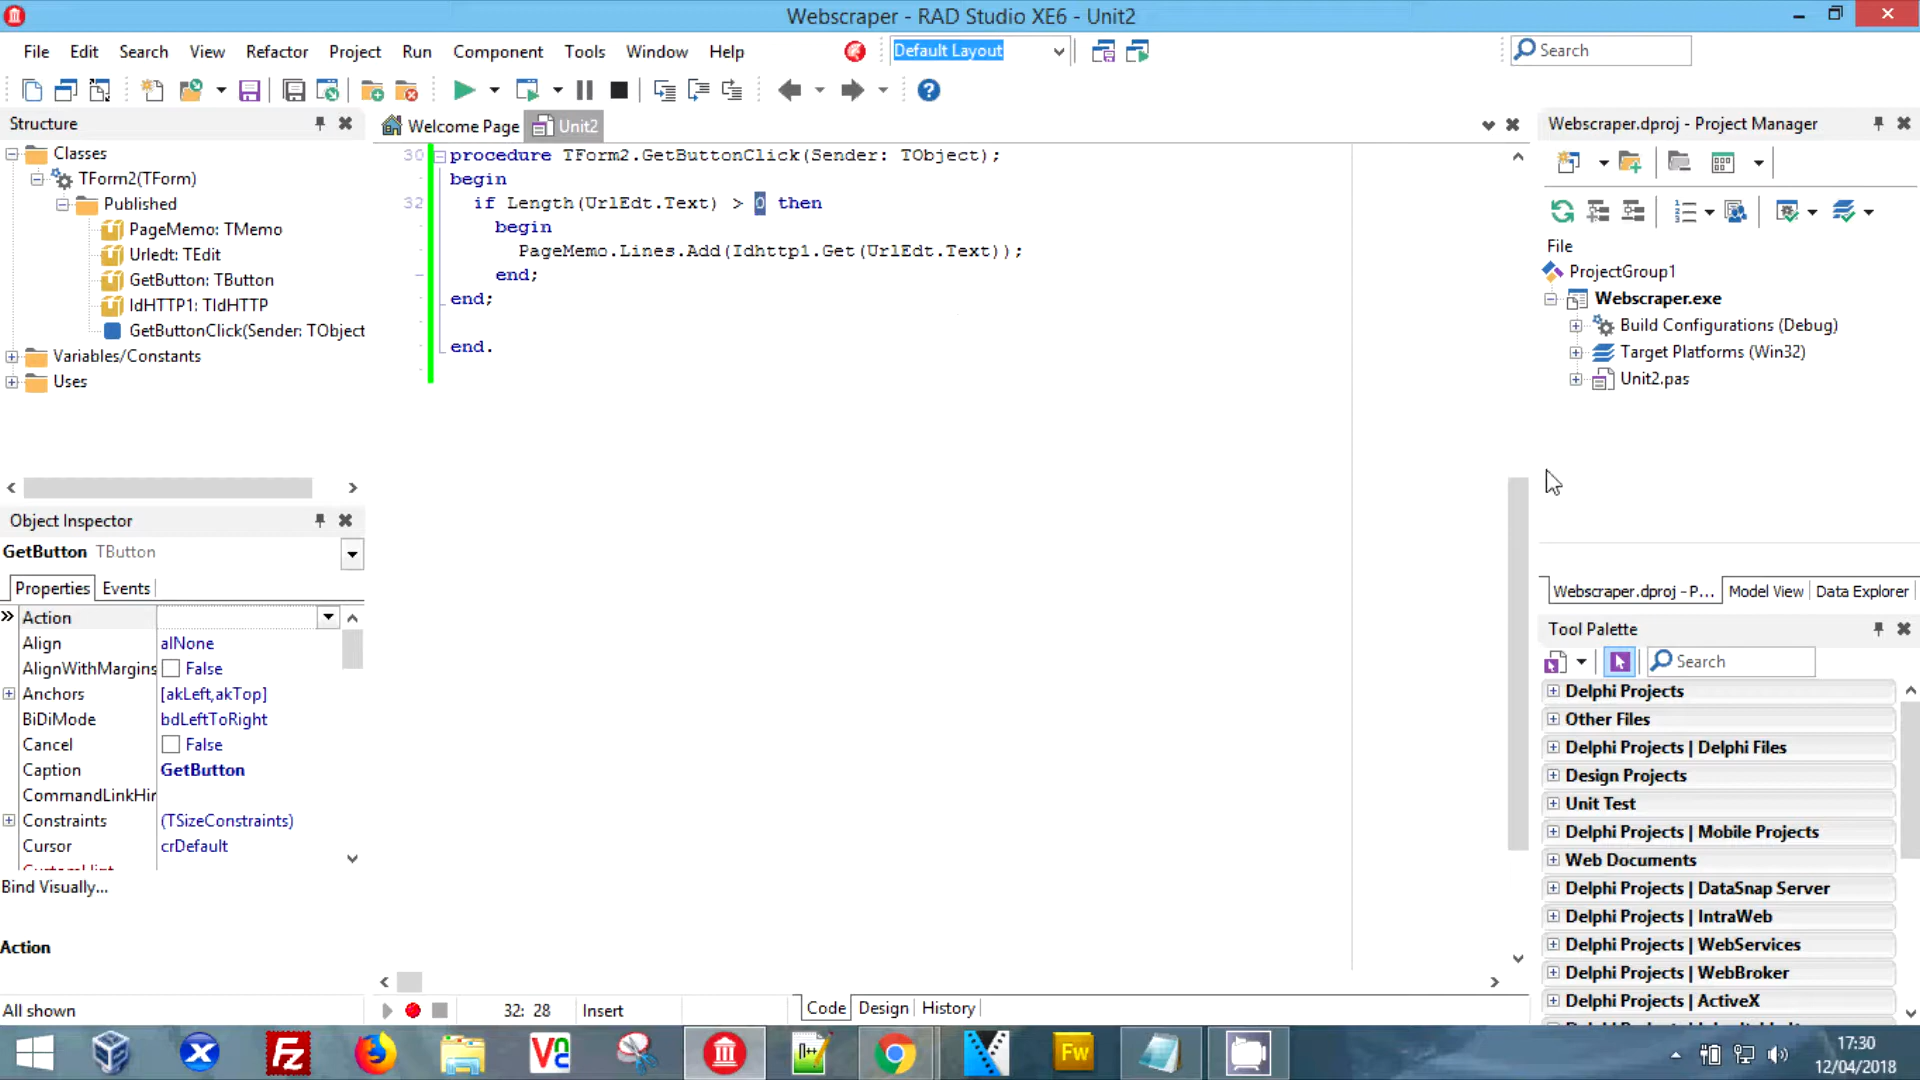 Webscraper - RAD Studio XE6 - Unit2
File Edit Search View Refactor Project Run Component Tools Window Help
Default Layout
Search
Structure
Classes
TForm2(TForm)
Published
PageMemo: TMemo
Urledt: TEdit
GetButton: TButton
IdHTTP1: TIdHTTP
GetButtonClick(Sender: TObject
Variables/Constants
Uses
Object Inspector
GetButton TButton
Properties Events
Action
Align alNone
AlignWithMargins False
Anchors [akLeft,akTop]
BiDiMode bdLeftToRight
Cancel False
Caption GetButton
CommandLinkHir
Constraints (TSizeConstraints)
Cursor crDefault
Bind Visually...
Action
All shown
Welcome Page Unit2
30 procedure TForm2.GetButtonClick(Sender: TObject);
begin
32 if Length(UrlEdt.Text) > 0 then
begin
PageMemo.Lines.Add(Idhttp1.Get(UrlEdt.Text));
end;
end;
end.
32: 28 Insert
Code Design History
Webscraper.dproj - Project Manager
File
ProjectGroup1
Webscraper.exe
Build Configurations (Debug)
Target Platforms (Win32)
Unit2.pas
Webscraper.dproj - P... Model View Data Explorer
Tool Palette
Search
Delphi Projects
Other Files
Delphi Projects | Delphi Files
Design Projects
Unit Test
Delphi Projects | Mobile Projects
Web Documents
Delphi Projects | DataSnap Server
Delphi Projects | IntraWeb
Delphi Projects | WebServices
Delphi Projects | WebBroker
Delphi Projects | ActiveX
Fz
Fw
17:30
12/04/2018